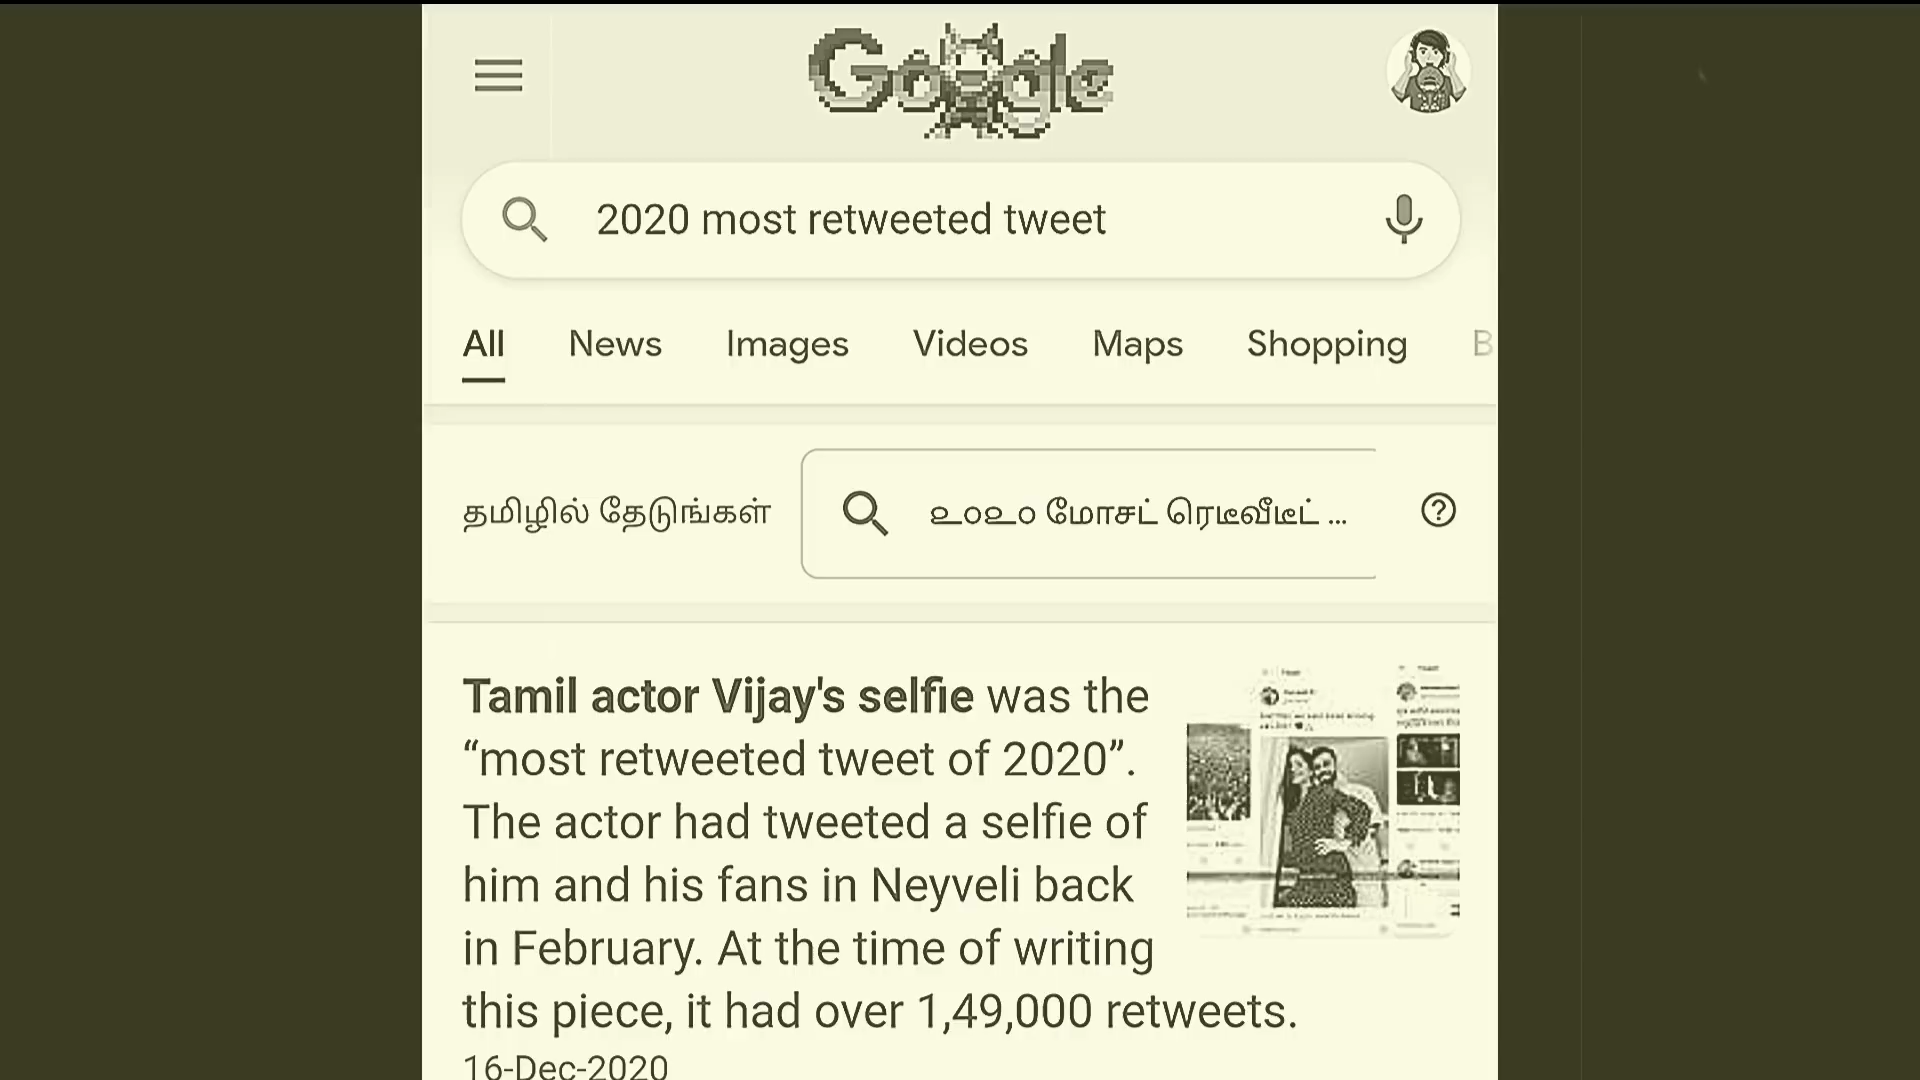 Google
2020 most retweeted tweet
All News Images Videos Maps Shopping B
தமிழில் தேடுங்கள்
௨௦௨௦ மோசட் ரெடீவீடீட் ...
Tamil actor Vijay's selfie was the
“most retweeted tweet of 2020”.
The actor had tweeted a selfie of
him and his fans in Neyveli back
in February. At the time of writing
this piece, it had over 1,49,000 retweets.
16-Dec-2020